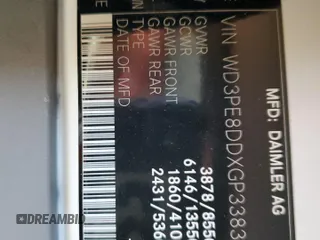 MFD: DAIMLER AG
VIN WD3PE8DDXGP3383
GVWR 3878/855
GCWR 6146/1355
GAWR FRONT 1860/410
GAWR REAR 2431/536
TYPE
DATE OF MFD
DREAMBID